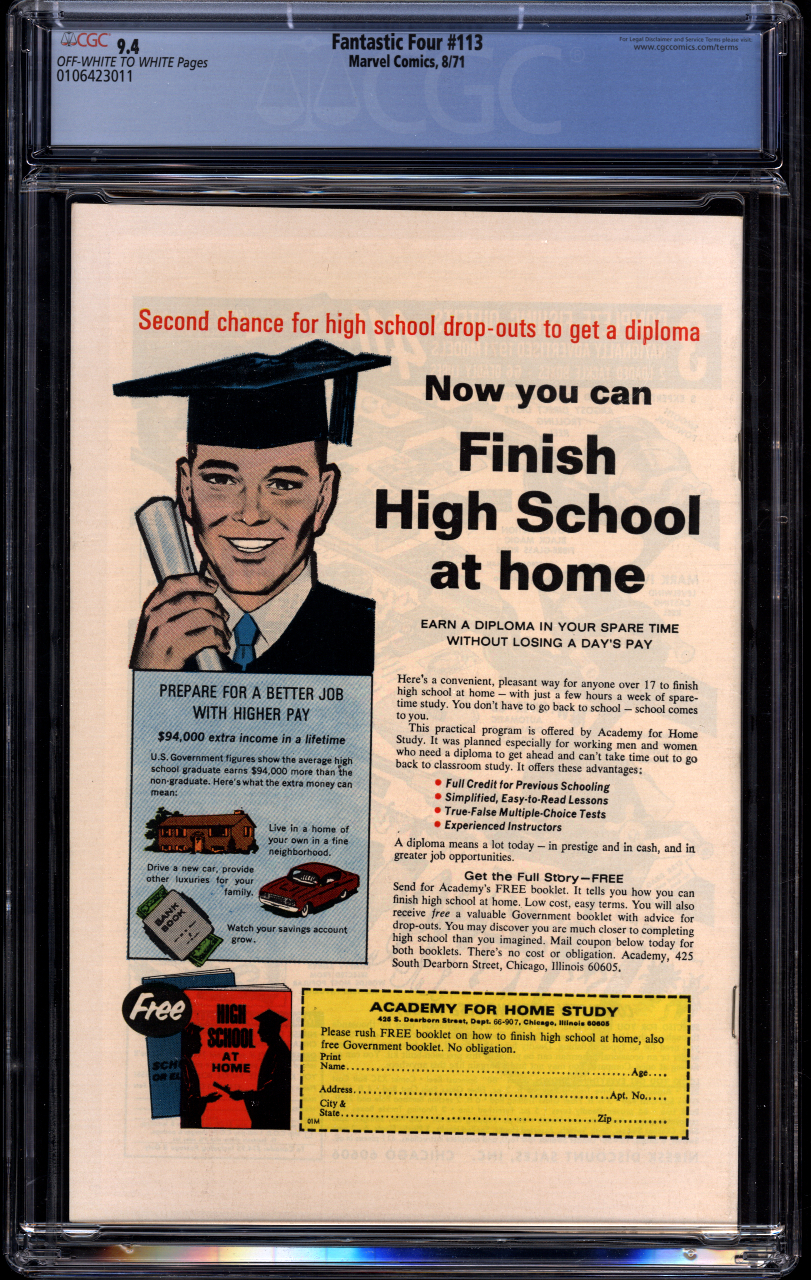 CGC 9.4
OFF-WHITE TO WHITE Pages
0106423011
Fantastic Four #113
Marvel Comics, 8/71
For Legal Disclaimer and Service Terms please visit:
www.cgccomics.com/terms
CGC
Second chance for high school drop-outs to get a diploma
Now you can
Finish
High School
at home
EARN A DIPLOMA IN YOUR SPARE TIME
WITHOUT LOSING A DAY'S PAY
PREPARE FOR A BETTER JOB
WITH HIGHER PAY
$94,000 extra income in a lifetime
U.S. Government figures show the average high
school graduate earns $94,000 more than the
non-graduate. Here's what the extra money can
mean:
Live in a home of
your own in a fine
neighborhood.
Drive a new car, provide
other luxuries for your
family.
BANK
BOOK
Watch your savings account
grow.
Here's a convenient, pleasant way for anyone over 17 to finish
high school at home — with just a few hours a week of spare-
time study. You don't have to go back to school — school comes
to you.
This practical program is offered by Academy for Home
Study. It was planned especially for working men and women
who need a diploma to get ahead and can't take time out to go
back to classroom study. It offers these advantages:
• Full Credit for Previous Schooling
• Simplified, Easy-to-Read Lessons
• True-False Multiple-Choice Tests
• Experienced Instructors
A diploma means a lot today — in prestige and in cash, and in
greater job opportunities.
Get the Full Story—FREE
Send for Academy's FREE booklet. It tells you how you can
finish high school at home. Low cost, easy terms. You will also
receive free a valuable Government booklet with advice for
drop-outs. You may discover you are much closer to completing
high school than you imagined. Mail coupon below today for
both booklets. There's no cost or obligation. Academy, 425
South Dearborn Street, Chicago, Illinois 60605.
Free
HIGH
SCHOOL
AT
HOME
SCH
OR EL
ACADEMY FOR HOME STUDY
425 S. Dearborn Street, Dept. 66-907, Chicago, Illinois 60605
Please rush FREE booklet on how to finish high school at home, also
free Government booklet. No obligation.
Print
Name.......... Age....
Address.......... Apt. No.....
City &
State.......... Zip..........
01M